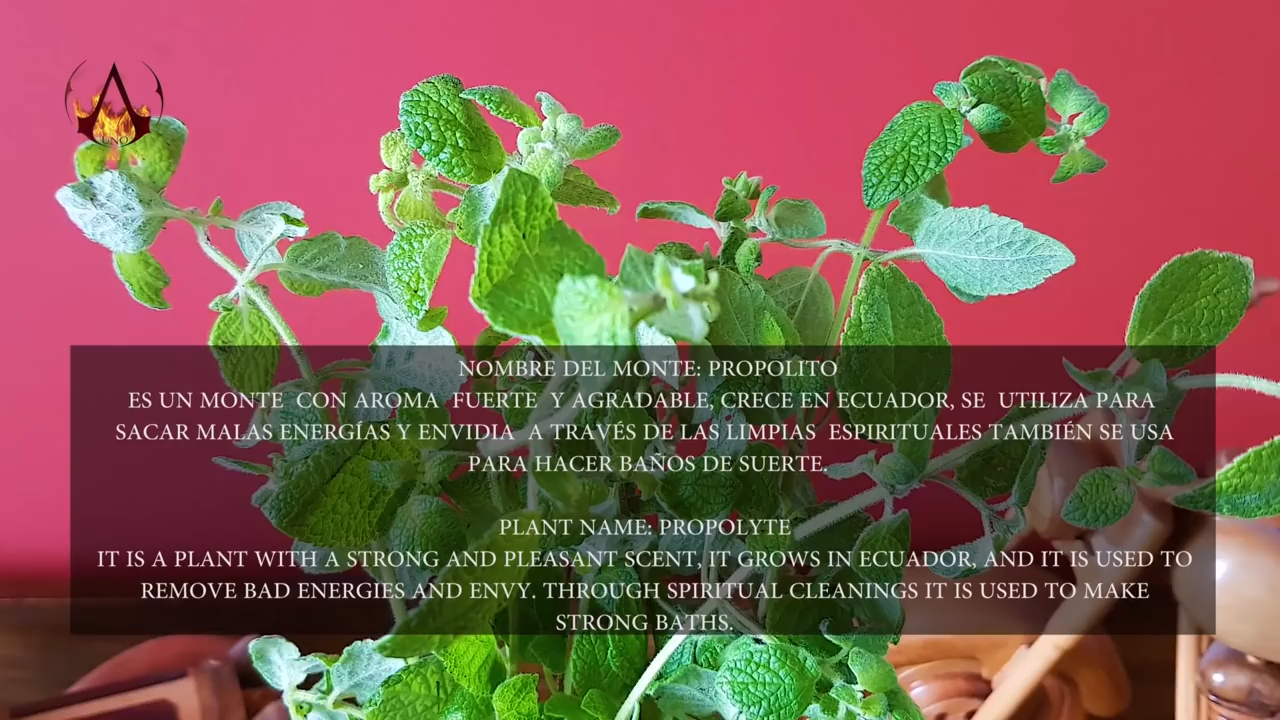 UNO
NOMBRE DEL MONTE: PROPOLITO
ES UN MONTE CON AROMA FUERTE Y AGRADABLE, CRECE EN ECUADOR, SE UTILIZA PARA
SACAR MALAS ENERGÍAS Y ENVIDIA A TRAVÉS DE LAS LIMPIAS ESPIRITUALES TAMBIÉN SE USA
PARA HACER BAÑOS DE SUERTE.
PLANT NAME: PROPOLYTE
IT IS A PLANT WITH A STRONG AND PLEASANT SCENT, IT GROWS IN ECUADOR, AND IT IS USED TO
REMOVE BAD ENERGIES AND ENVY. THROUGH SPIRITUAL CLEANINGS IT IS USED TO MAKE
STRONG BATHS.